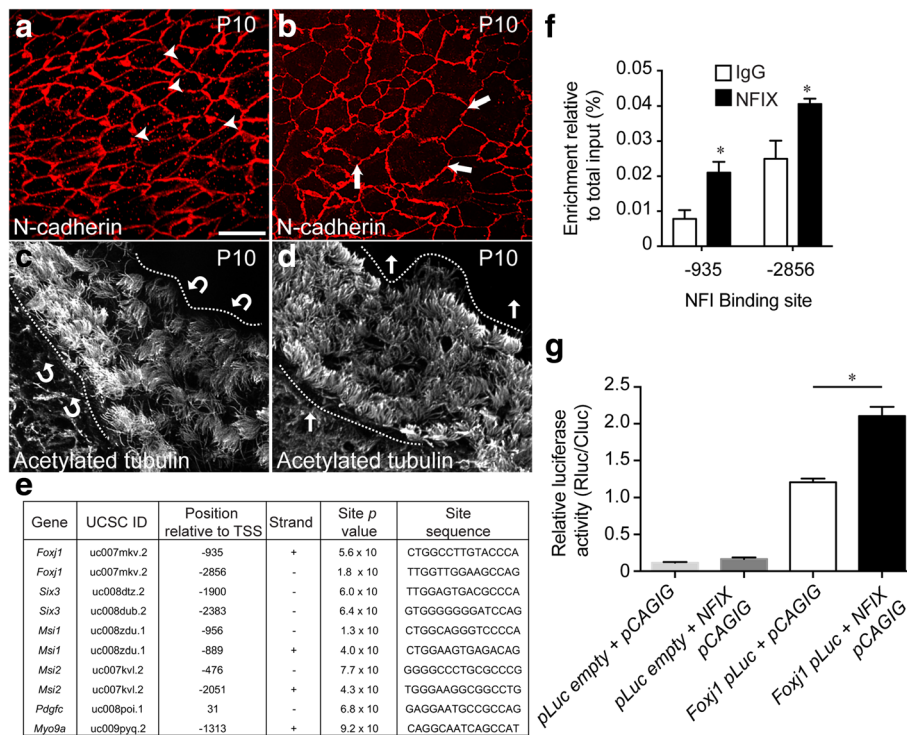 a P10
N-cadherin
b P10
N-cadherin
c P10
Acetylated tubulin
d P10
Acetylated tubulin
e
Gene UCSC ID Position relative to TSS Strand Site p value Site sequence
Foxj1 uc007mkv.2 -935 + 5.6 x 10 CTGGCCTTGTACCCA
Foxj1 uc007mkv.2 -2856 - 1.8 x 10 TTGGTTGGAAGCCAG
Six3 uc008dtz.2 -1900 - 6.0 x 10 TTGGAGTGACGCCCA
Six3 uc008dub.2 -2383 - 6.4 x 10 GTGGGGGGGATCCAG
Msi1 uc008zdu.1 -956 - 1.3 x 10 CTGGCAGGGTCCCCA
Msi1 uc008zdu.1 -889 + 4.0 x 10 CTGGAAGTGAGACAG
Msi2 uc007kvl.2 -476 - 7.7 x 10 GGGGCCCTGCGCCCG
Msi2 uc007kvl.2 -2051 + 4.3 x 10 TGGGAAGGCGGCCTG
Pdgfc uc008poi.1 31 - 6.8 x 10 GAGGAATGCCGCCAG
Myo9a uc009pyq.2 -1313 + 9.2 x 10 CAGGCAATCAGCCAT
f
Enrichment relative
to total input (%)
0.05
0.04
0.03
0.02
0.01
0
IgG
NFIX
*
*
-935 -2856
NFI Binding site
g
Relative luciferase
activity (Rluc/Cluc)
2.5
2.0
1.5
1.0
0.5
0
*
pLuc empty + pCAGIG
pLuc empty + NFIX
pCAGIG
Foxj1 pLuc + pCAGIG
Foxj1 pLuc + NFIX
pCAGIG